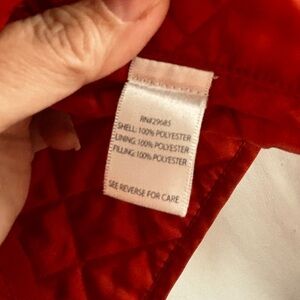 RN#29685
SHELL: 100% POLYESTER
LINING: 100% POLYESTER
FILLING: 100% POLYESTER
SEE REVERSE FOR CARE